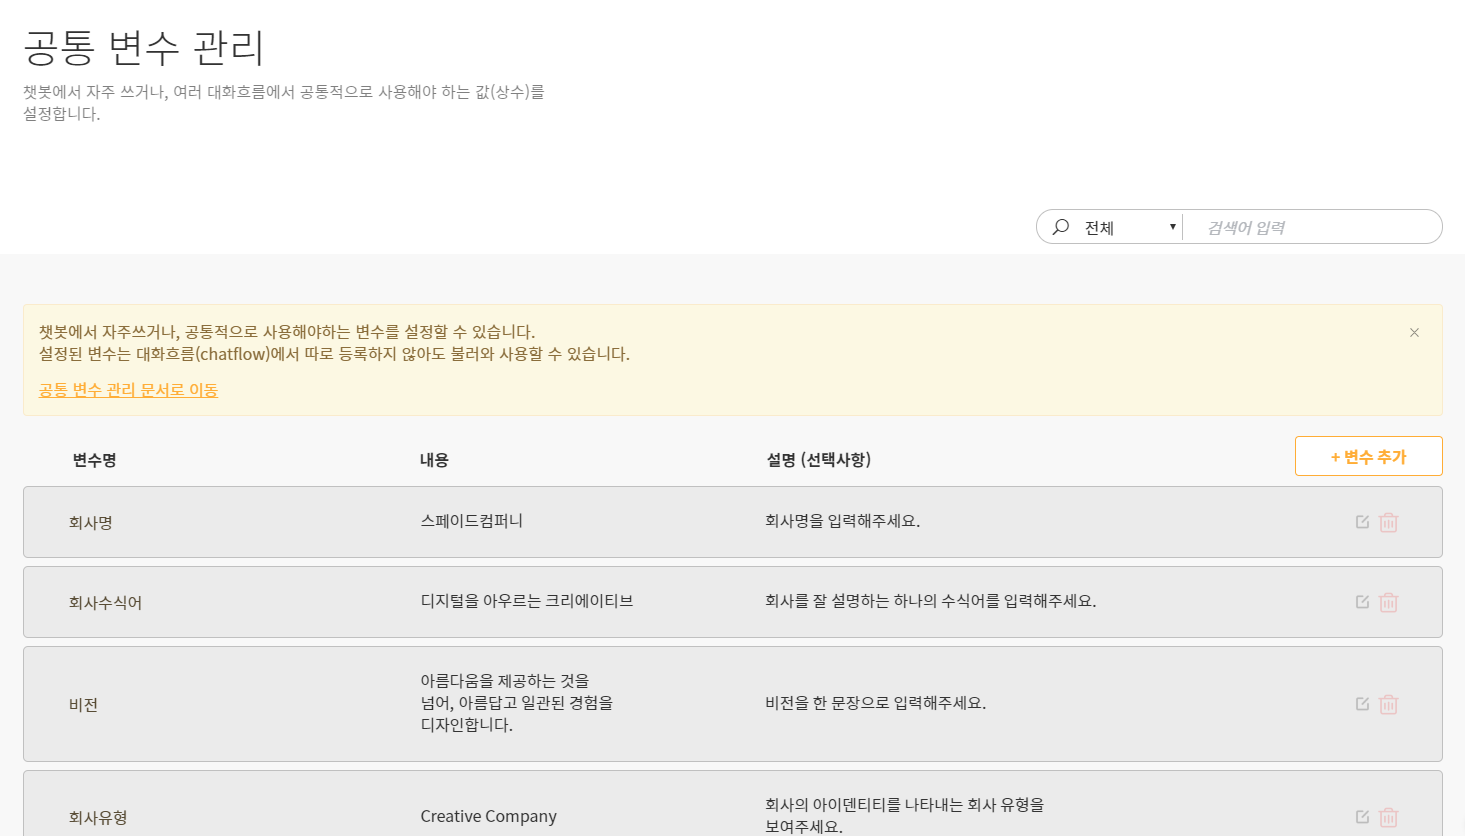 공통 변수 관리
챗봇에서 자주 쓰거나, 여러 대화흐름에서 공통적으로 사용해야 하는 값(상수)를
설정합니다.
전체
검색어 입력
챗봇에서 자주쓰거나, 공통적으로 사용해야하는 변수를 설정할 수 있습니다.
설정된 변수는 대화흐름(chatflow)에서 따로 등록하지 않아도 불러와 사용할 수 있습니다.
공통 변수 관리 문서로 이동
변수명 내용 설명 (선택사항) + 변수 추가
회사명 스페이드컴퍼니 회사명을 입력해주세요.
회사수식어 디지털을 아우르는 크리에이티브 회사를 잘 설명하는 하나의 수식어를 입력해주세요.
비전
아름다움을 제공하는 것을
넘어, 아름답고 일관된 경험을
디자인합니다.
비전을 한 문장으로 입력해주세요.
회사유형 Creative Company
회사의 아이덴티티를 나타내는 회사 유형을
보여주세요.